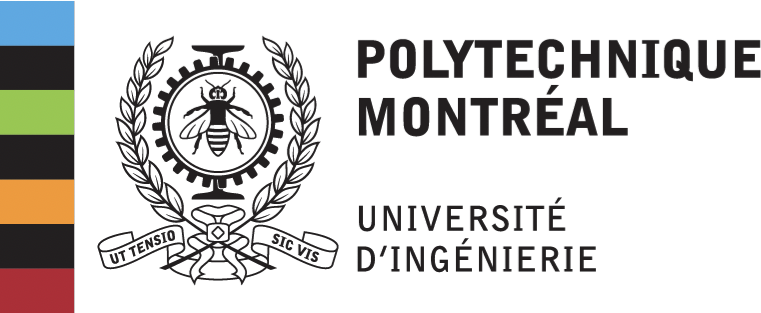 UT TENSIO SIC VIS
POLYTECHNIQUE
MONTRÉAL
UNIVERSITÉ
D'INGÉNIERIE